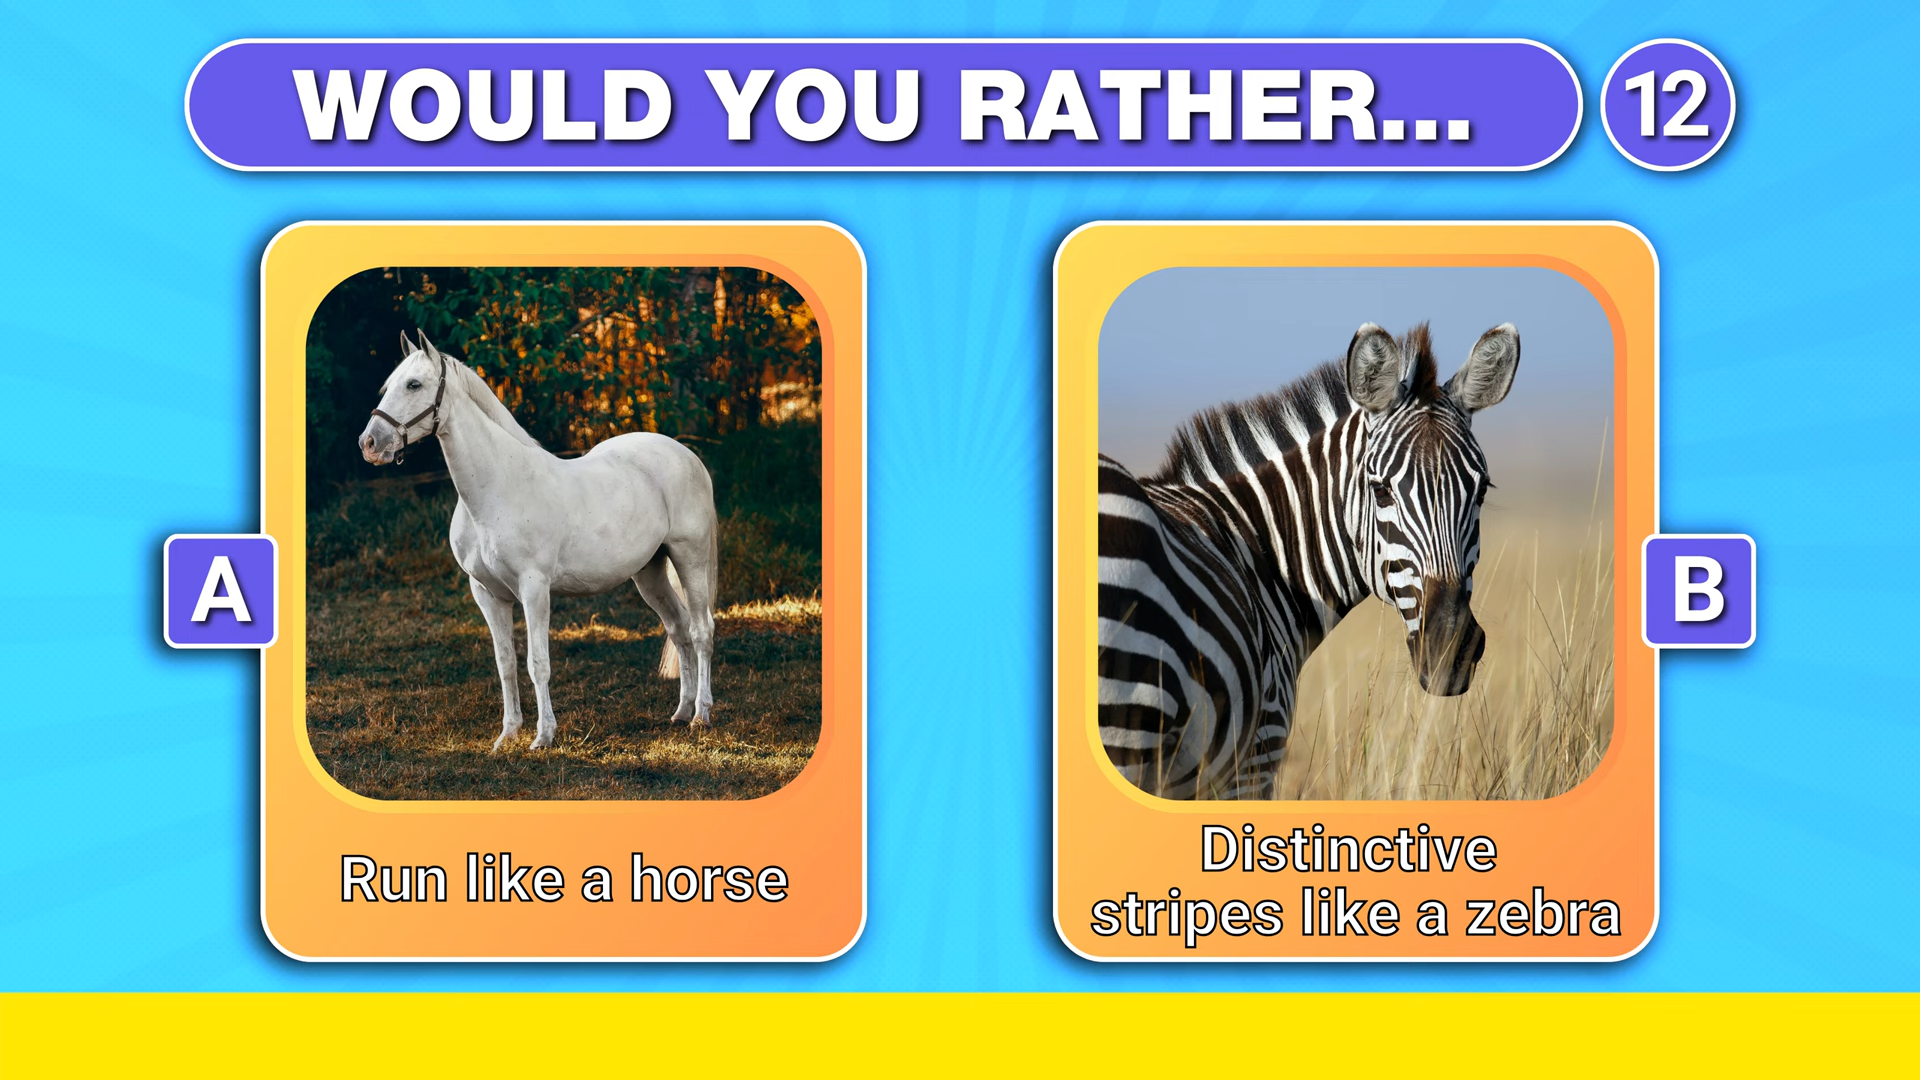 WOULD YOU RATHER...
12
A
Run like a horse
B
Distinctive
stripes like a zebra